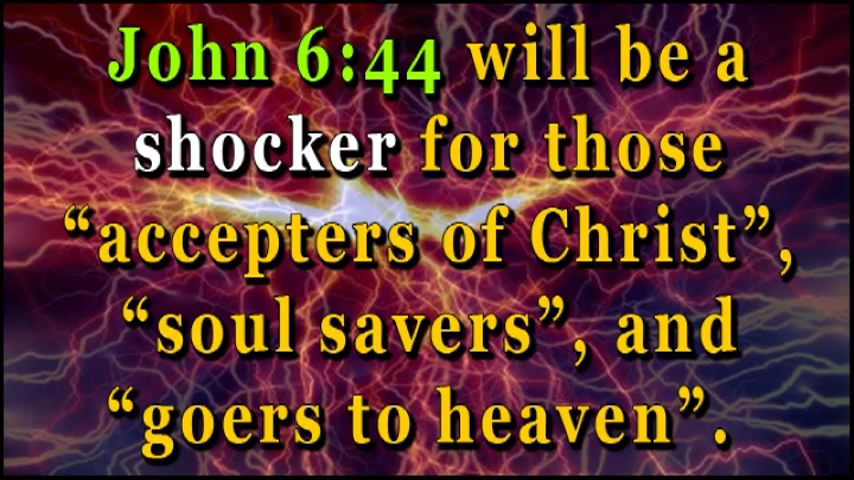 John 6:44 will be a
shocker for those
“accepters of Christ”,
“soul savers”, and
“goers to heaven”.